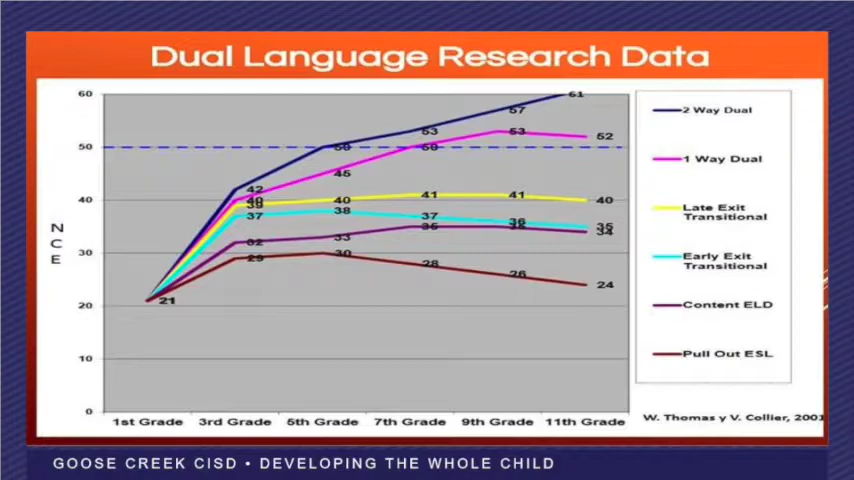 Dual Language Research Data
60
50
40
30
20
10
0
N
C
E
61
57
53
50
42
21
53
52
50
45
40
39
40
41
41
40
37
38
37
36
35
32
33
35
35
34
29
30
28
26
24
1st Grade
3rd Grade
5th Grade
7th Grade
9th Grade
11th Grade
2 Way Dual
1 Way Dual
Late Exit
Transitional
Early Exit
Transitional
Content ELD
Pull Out ESL
W. Thomas y V. Collier, 2001
GOOSE CREEK CISD • DEVELOPING THE WHOLE CHILD